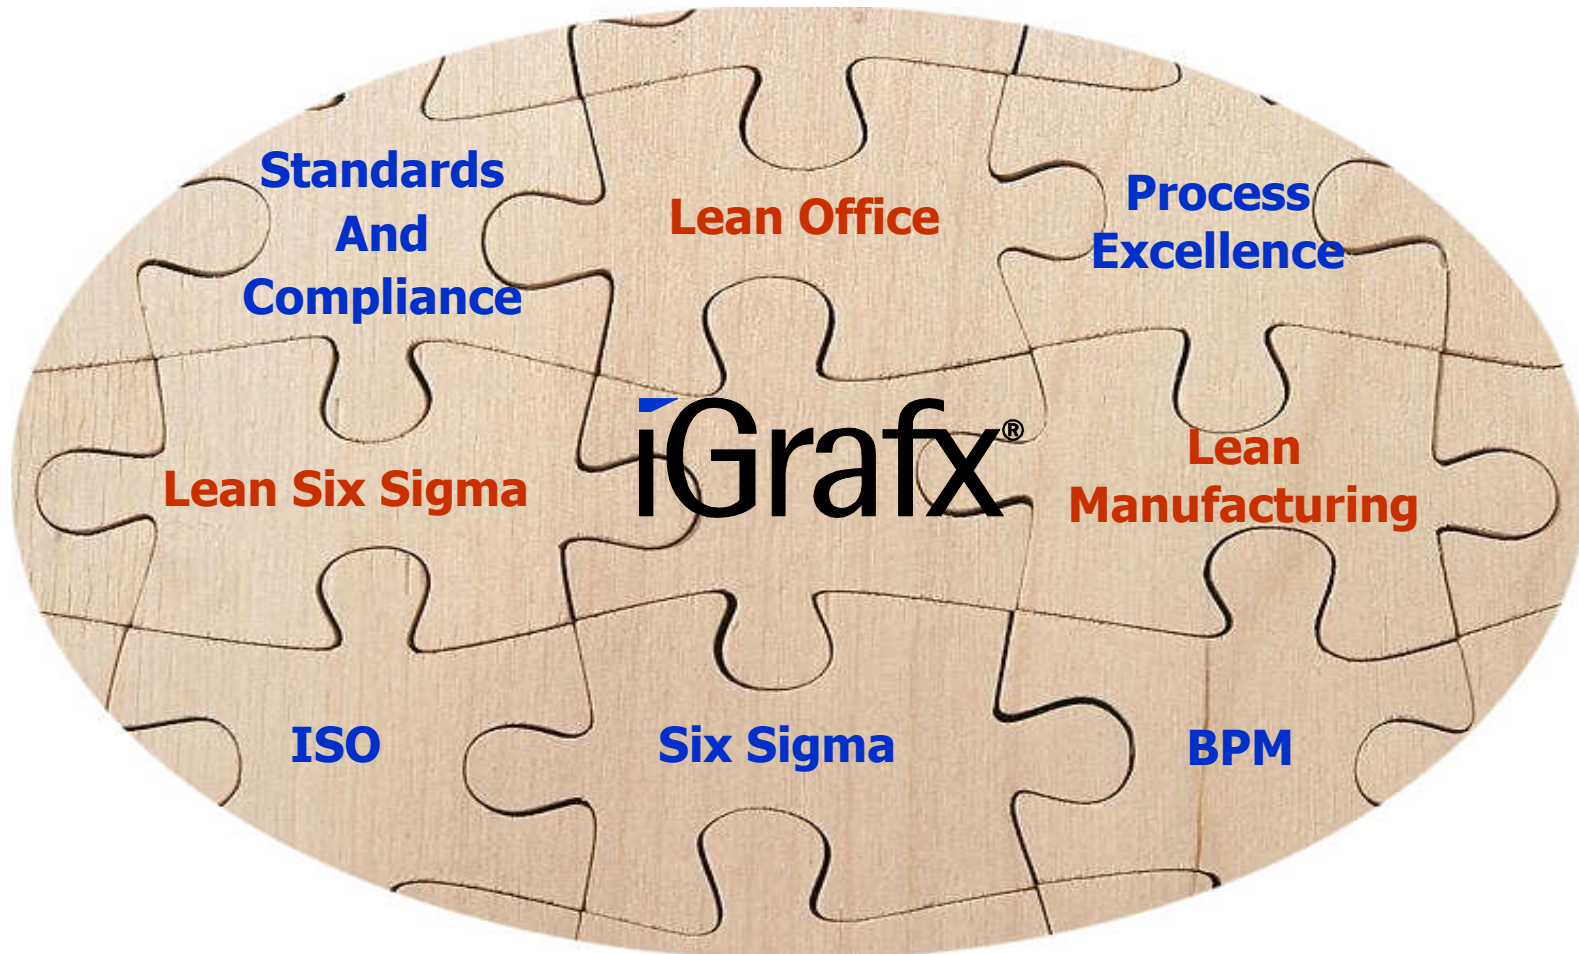 Standards
And
Compliance
Lean Office
Process
Excellence
Lean Six Sigma
iGrafx®
Lean
Manufacturing
ISO
Six Sigma
BPM